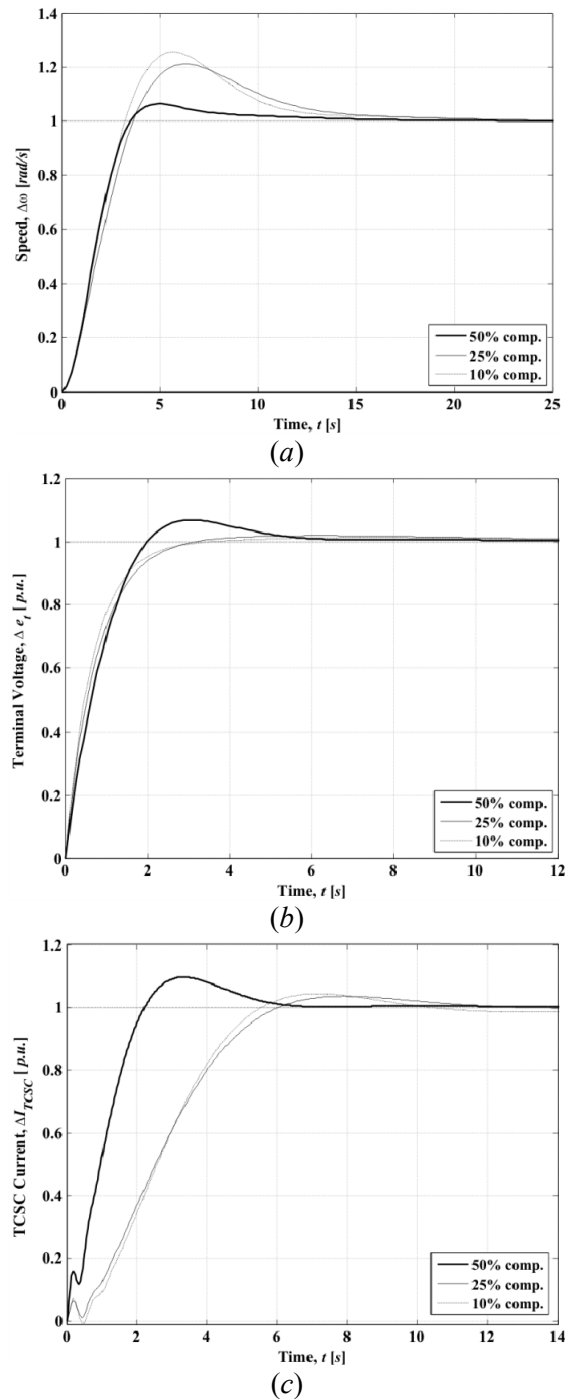 1.4
1.2
1
0.8
0.6
0.4
0.2
0
Speed, Δω [rad/s]
50% comp.
25% comp.
10% comp.
0 5 10 15 20 25
Time, t [s]
(a)
1.2
1
0.8
0.6
0.4
0.2
0
Terminal Voltage, Δ e_t [ p.u.]
50% comp.
25% comp.
10% comp.
0 2 4 6 8 10 12
Time, t [s]
(b)
1.2
1
0.8
0.6
0.4
0.2
0
TCSC Current, ΔI_TCSC [ p.u.]
50% comp.
25% comp.
10% comp.
0 2 4 6 8 10 12 14
Time, t [s]
(c)